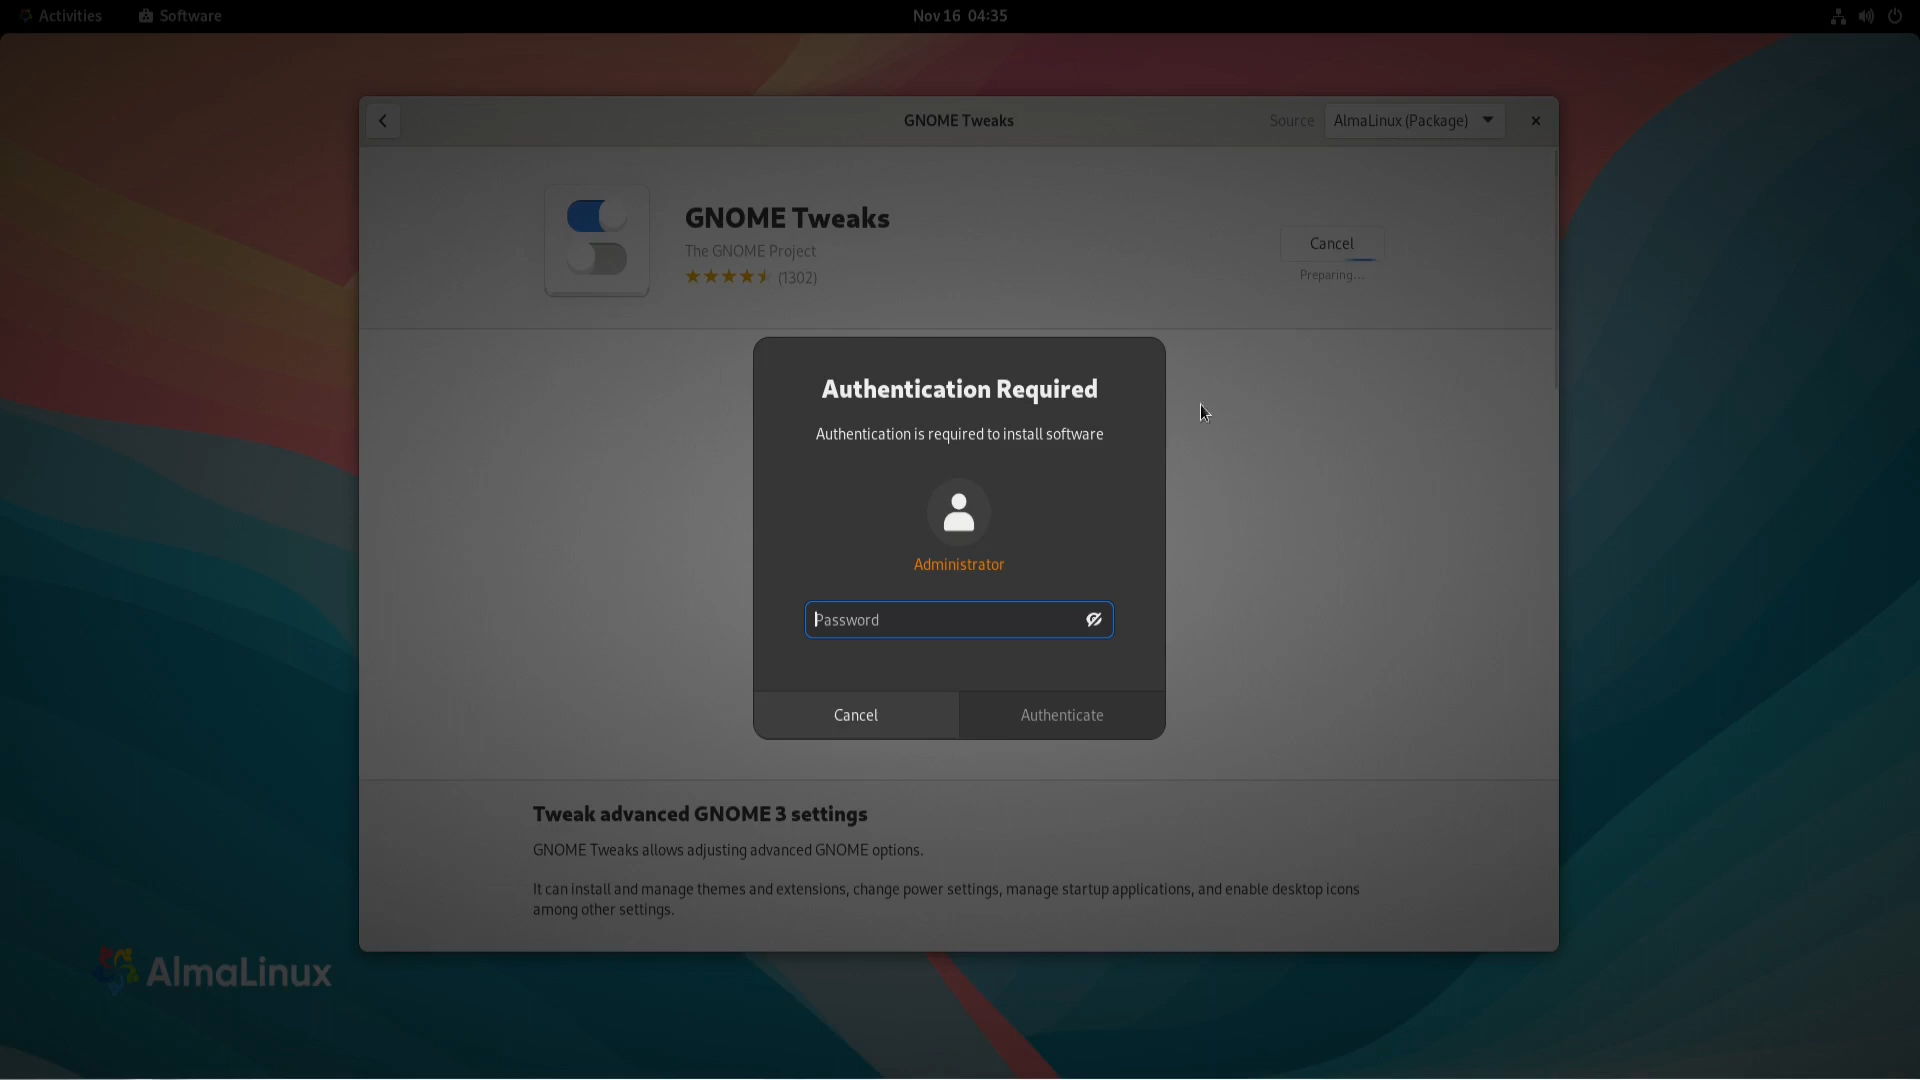 Activities
Software
Nov 16 04:35
GNOME Tweaks
Source
AlmaLinux (Package)
GNOME Tweaks
The GNOME Project
(1302)
Cancel
Preparing…
Authentication Required
Authentication is required to install software
Administrator
Password
Cancel
Authenticate
Tweak advanced GNOME 3 settings
GNOME Tweaks allows adjusting advanced GNOME options.
It can install and manage themes and extensions, change power settings, manage startup applications, and enable desktop icons
among other settings.
AlmaLinux